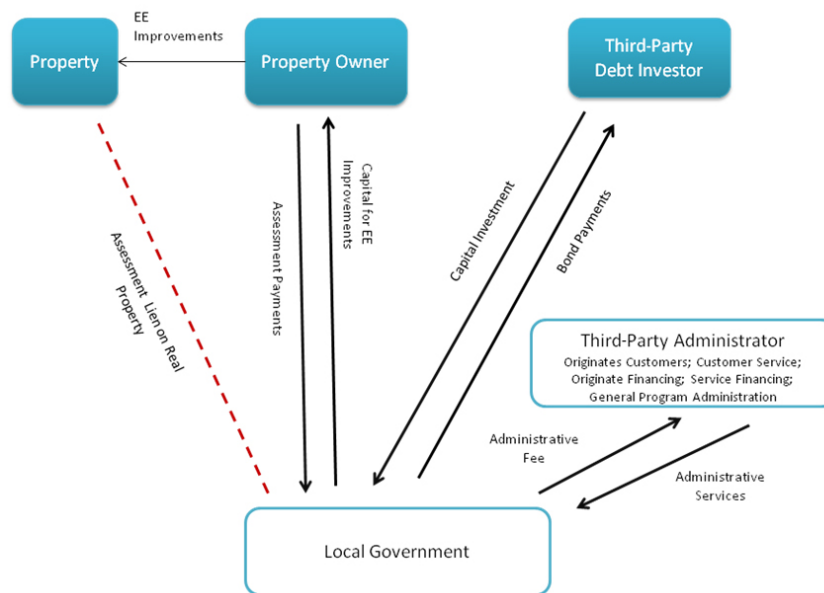 EE
Improvements
Property
Property Owner
Third-Party
Debt Investor
Assessment Lien on Real
Property
Assessment Payments
Capital for EE
Improvements
Capital Investment
Bond Payments
Third-Party Administrator
Originates Customers; Customer Service;
Originate Financing; Service Financing;
General Program Administration
Administrative
Fee
Administrative
Services
Local Government